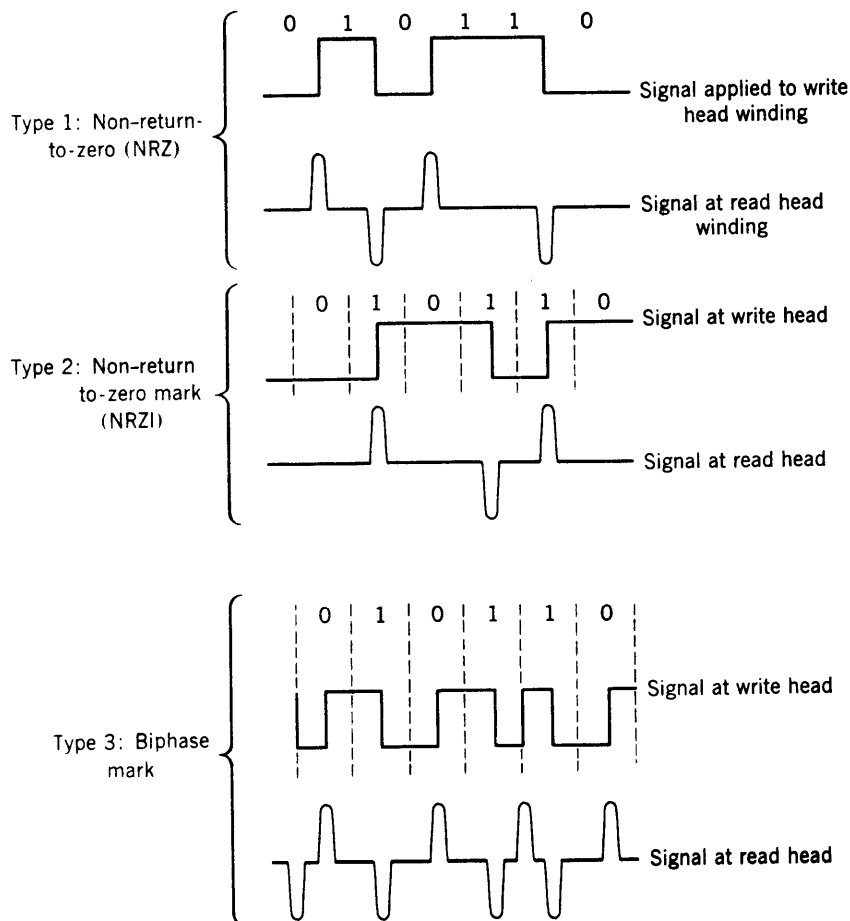 0 1 0 1 1 0
Type 1: Non-return-
to-zero (NRZ)
Signal applied to write
head winding
Signal at read head
winding
0 1 0 1 1 0
Type 2: Non-return
to-zero mark
(NRZI)
Signal at write head
Signal at read head
0 1 0 1 1 0
Type 3: Biphase
mark
Signal at write head
Signal at read head